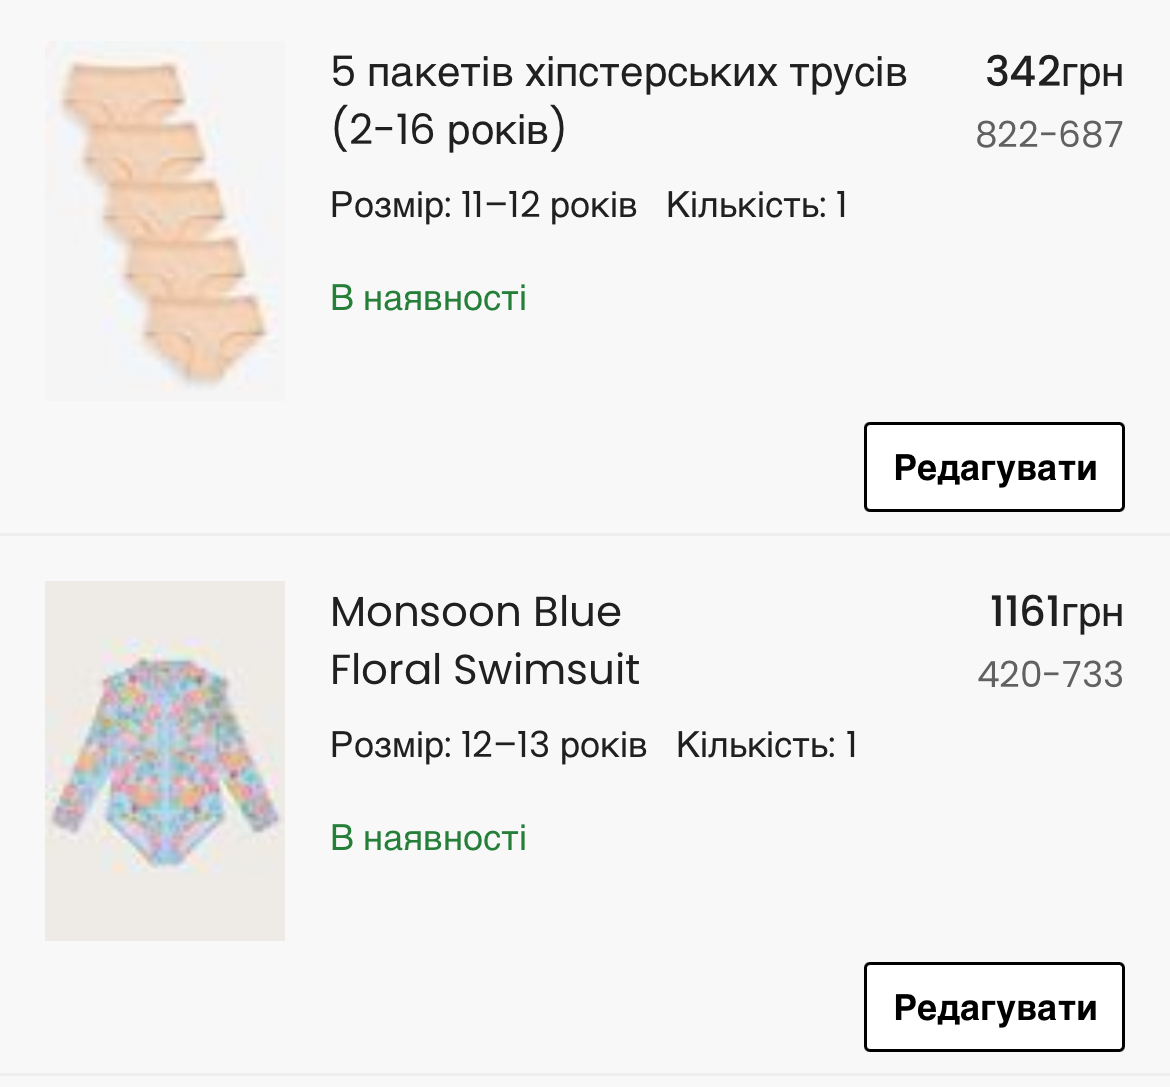 5 пакетів хіпстерських трусів
(2-16 років)
342грн
822-687
Розмір: 11–12 років Кількість: 1
В наявності
Редагувати
Monsoon Blue
Floral Swimsuit
1161грн
420-733
Розмір: 12–13 років Кількість: 1
В наявності
Редагувати